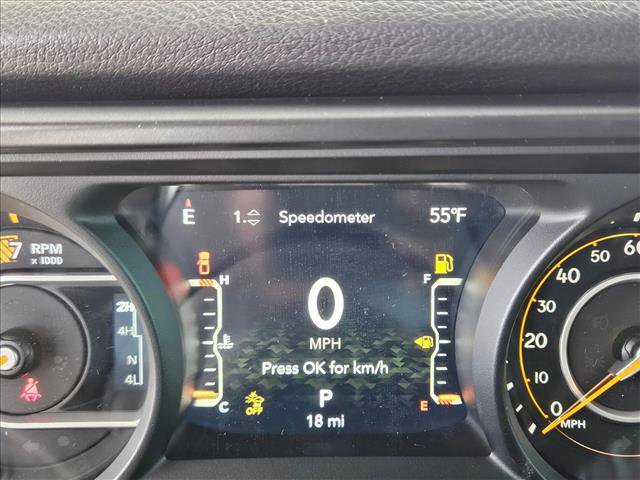 E 1. Speedometer 55°F
7 RPM
x 1000
H F
0
MPH
Press OK for km/h
C OFF P E
18 mi
2H
4H
N
4L
60
50
40
30
20
10
0
MPH